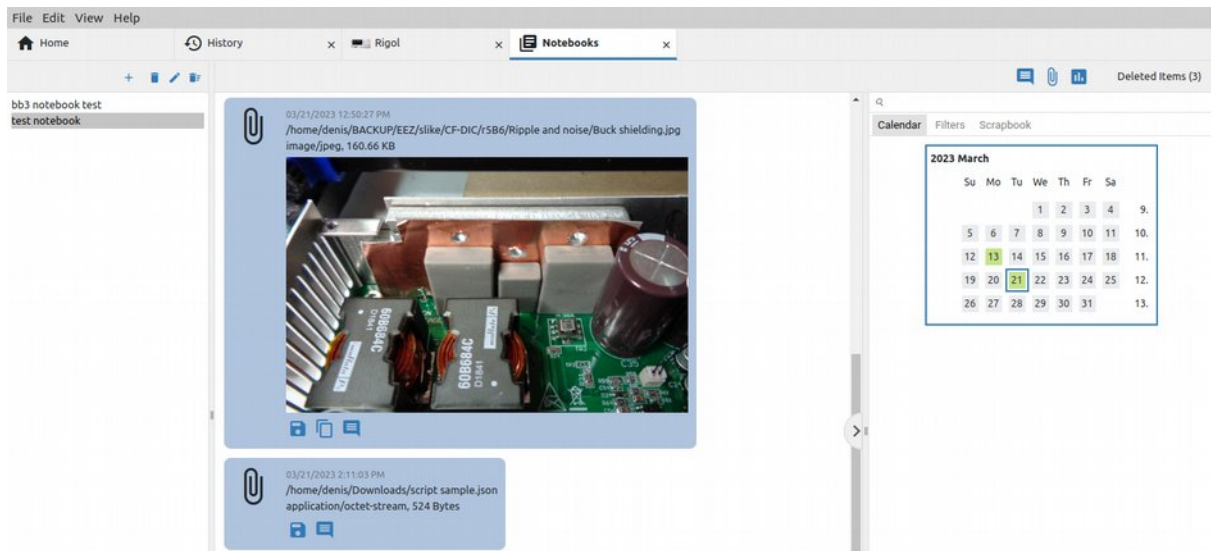 File Edit View Help
Home
History x
Rigol x
Notebooks x
Deleted Items (3)
bb3 notebook test
test notebook
03/21/2023 12:50:27 PM
/home/denis/BACKUP/EEZ/slike/CF-DIC/r5B6/Ripple and noise/Buck shielding.jpg
image/jpeg, 160.66 KB
60B684C
D1841
60B684C
D1841
C35
03/21/2023 2:11:03 PM
/home/denis/Downloads/script sample.json
application/octet-stream, 524 Bytes
Calendar Filters Scrapbook
2023 March
Su Mo Tu We Th Fr Sa
1 2 3 4 9.
5 6 7 8 9 10 11 10.
12 13 14 15 16 17 18 11.
19 20 21 22 23 24 25 12.
26 27 28 29 30 31 13.